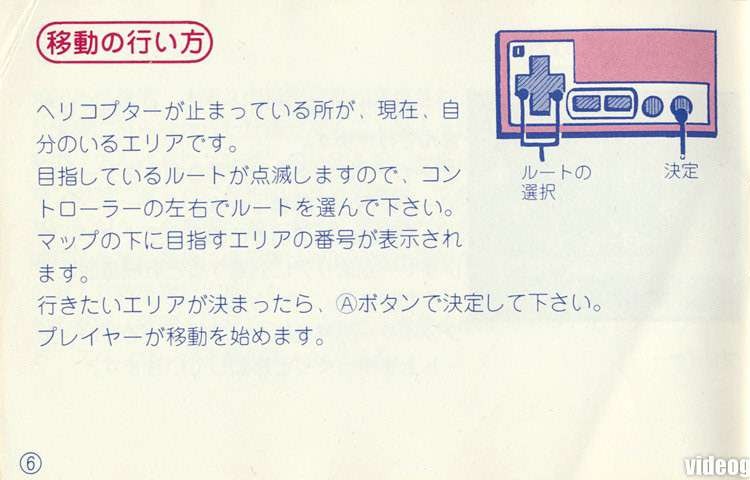 移動の行い方
ヘリコプターが止まっている所が、現在、自
分のいるエリアです。
目指しているルートが点滅しますので、コン
トローラーの左右でルートを選んで下さい。
マップの下に目指すエリアの番号が表示され
ます。
行きたいエリアが決まったら、Ⓐボタンで決定して下さい。
プレイヤーが移動を始めます。
I
ルートの
選択
決定
⑥
videog